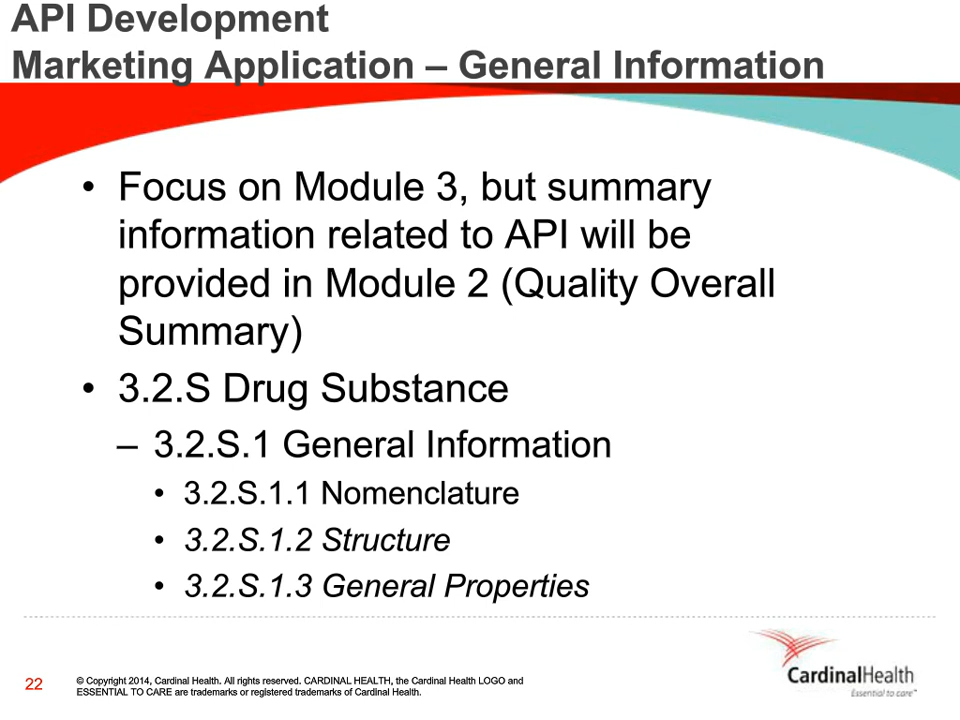 API Development
Marketing Application – General Information
• Focus on Module 3, but summary
information related to API will be
provided in Module 2 (Quality Overall
Summary)
• 3.2.S Drug Substance
– 3.2.S.1 General Information
• 3.2.S.1.1 Nomenclature
• 3.2.S.1.2 Structure
• 3.2.S.1.3 General Properties
CardinalHealth
Essential to care™
22
© Copyright 2014, Cardinal Health. All rights reserved. CARDINAL HEALTH, the Cardinal Health LOGO and
ESSENTIAL TO CARE are trademarks or registered trademarks of Cardinal Health.